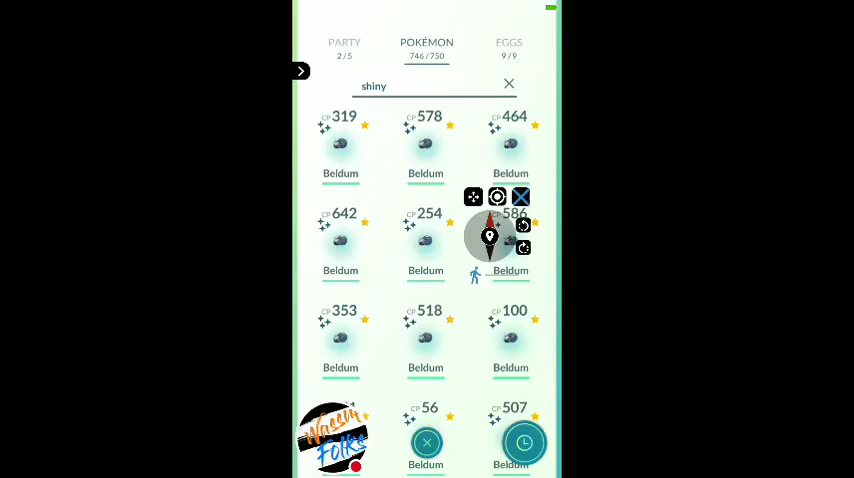 PARTY
POKÉMON
EGGS
2 / 5
746 / 750
9 / 9
shiny
CP 319
CP 578
CP 464
Beldum
Beldum
Beldum
CP 642
CP 254
586
Beldum
Beldum
Beldum
CP 353
CP 518
CP 100
Beldum
Beldum
Beldum
CP 56
CP 507
Wassup
Folks
Beldum
Beldum